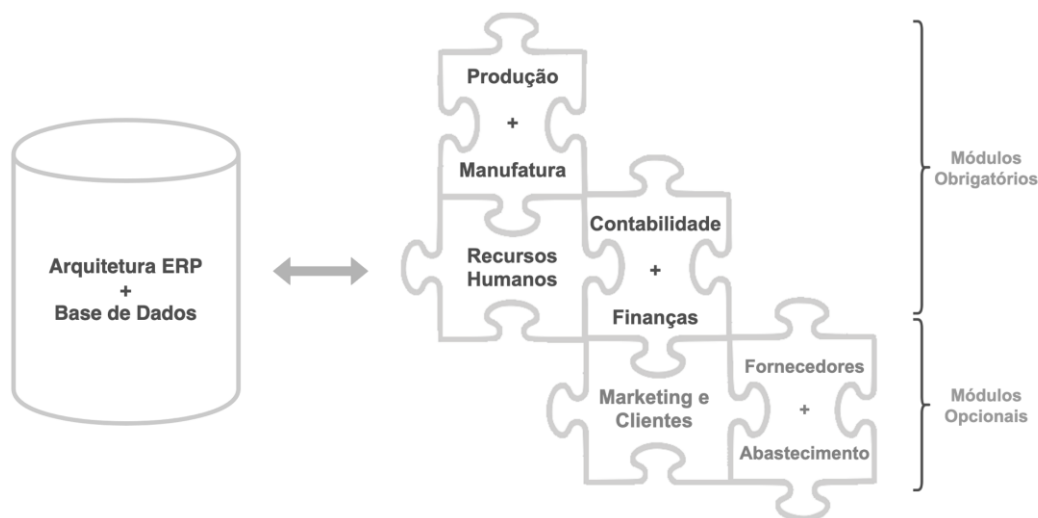 Arquitetura ERP
+
Base de Dados
Produção
+
Manufatura
Recursos
Humanos
Contabilidade
+
Finanças
Marketing e
Clientes
Fornecedores
+
Abastecimento
Módulos
Obrigatórios
Módulos
Opcionais